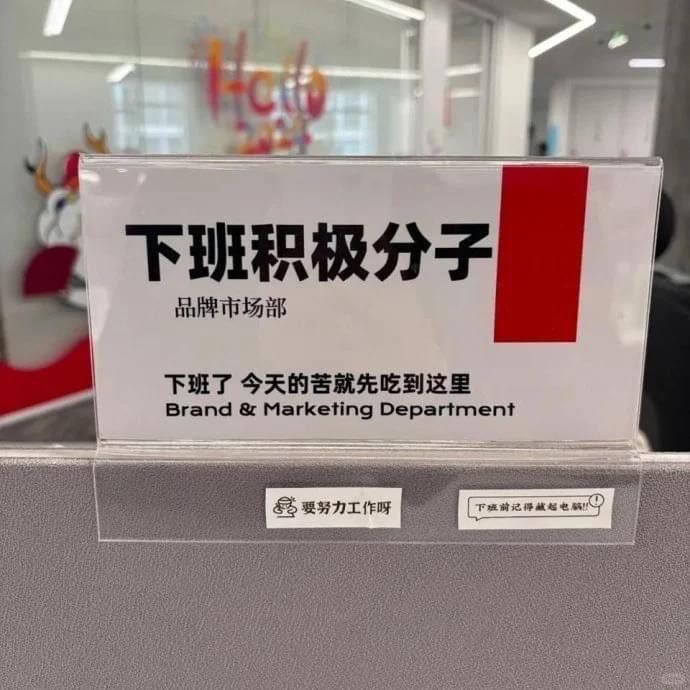 Hello
下班积极分子
品牌市场部
下班了 今天的苦就先吃到这里
Brand & Marketing Department
要努力工作呀
下班前记得藏起电脑!!